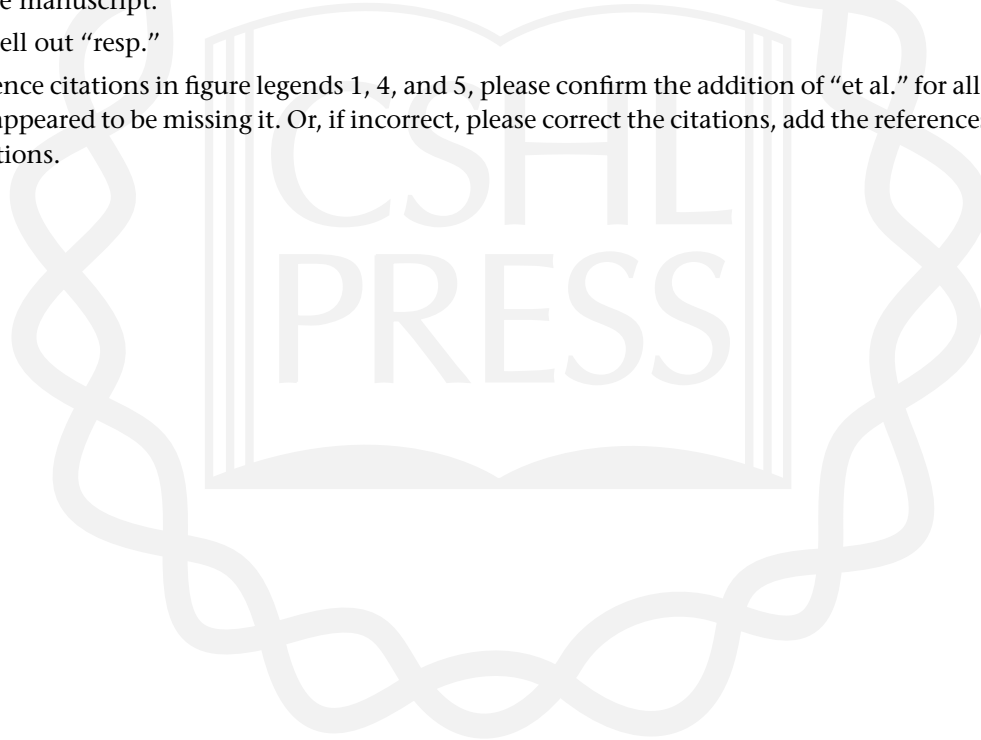 e manuscript.
ell out “resp.”
ence citations in figure legends 1, 4, and 5, please confirm the addition of “et al.” for all
appeared to be missing it. Or, if incorrect, please correct the citations, add the reference
tions.
CSHL
PRESS